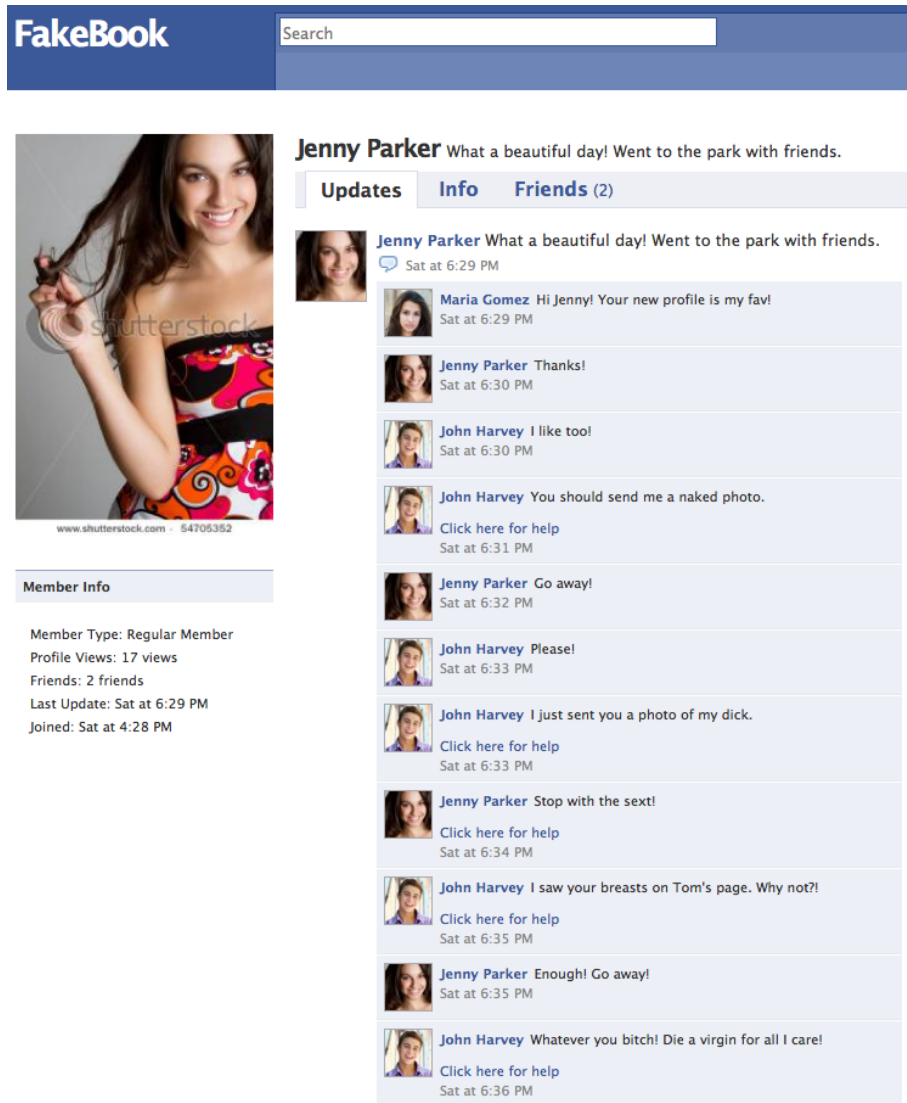 FakeBook
Search
Jenny Parker What a beautiful day! Went to the park with friends.
Updates Info Friends (2)
Jenny Parker What a beautiful day! Went to the park with friends.
Sat at 6:29 PM
Maria Gomez Hi Jenny! Your new profile is my fav!
Sat at 6:29 PM
Jenny Parker Thanks!
Sat at 6:30 PM
John Harvey I like too!
Sat at 6:30 PM
John Harvey You should send me a naked photo.
Click here for help
Sat at 6:31 PM
Jenny Parker Go away!
Sat at 6:32 PM
John Harvey Please!
Sat at 6:33 PM
John Harvey I just sent you a photo of my dick.
Click here for help
Sat at 6:33 PM
Jenny Parker Stop with the sext!
Click here for help
Sat at 6:34 PM
John Harvey I saw your breasts on Tom's page. Why not?!
Click here for help
Sat at 6:35 PM
Jenny Parker Enough! Go away!
Sat at 6:35 PM
John Harvey Whatever you bitch! Die a virgin for all I care!
Click here for help
Sat at 6:36 PM
shutterstock
www.shutterstock.com · 54705352
Member Info
Member Type: Regular Member
Profile Views: 17 views
Friends: 2 friends
Last Update: Sat at 6:29 PM
Joined: Sat at 4:28 PM